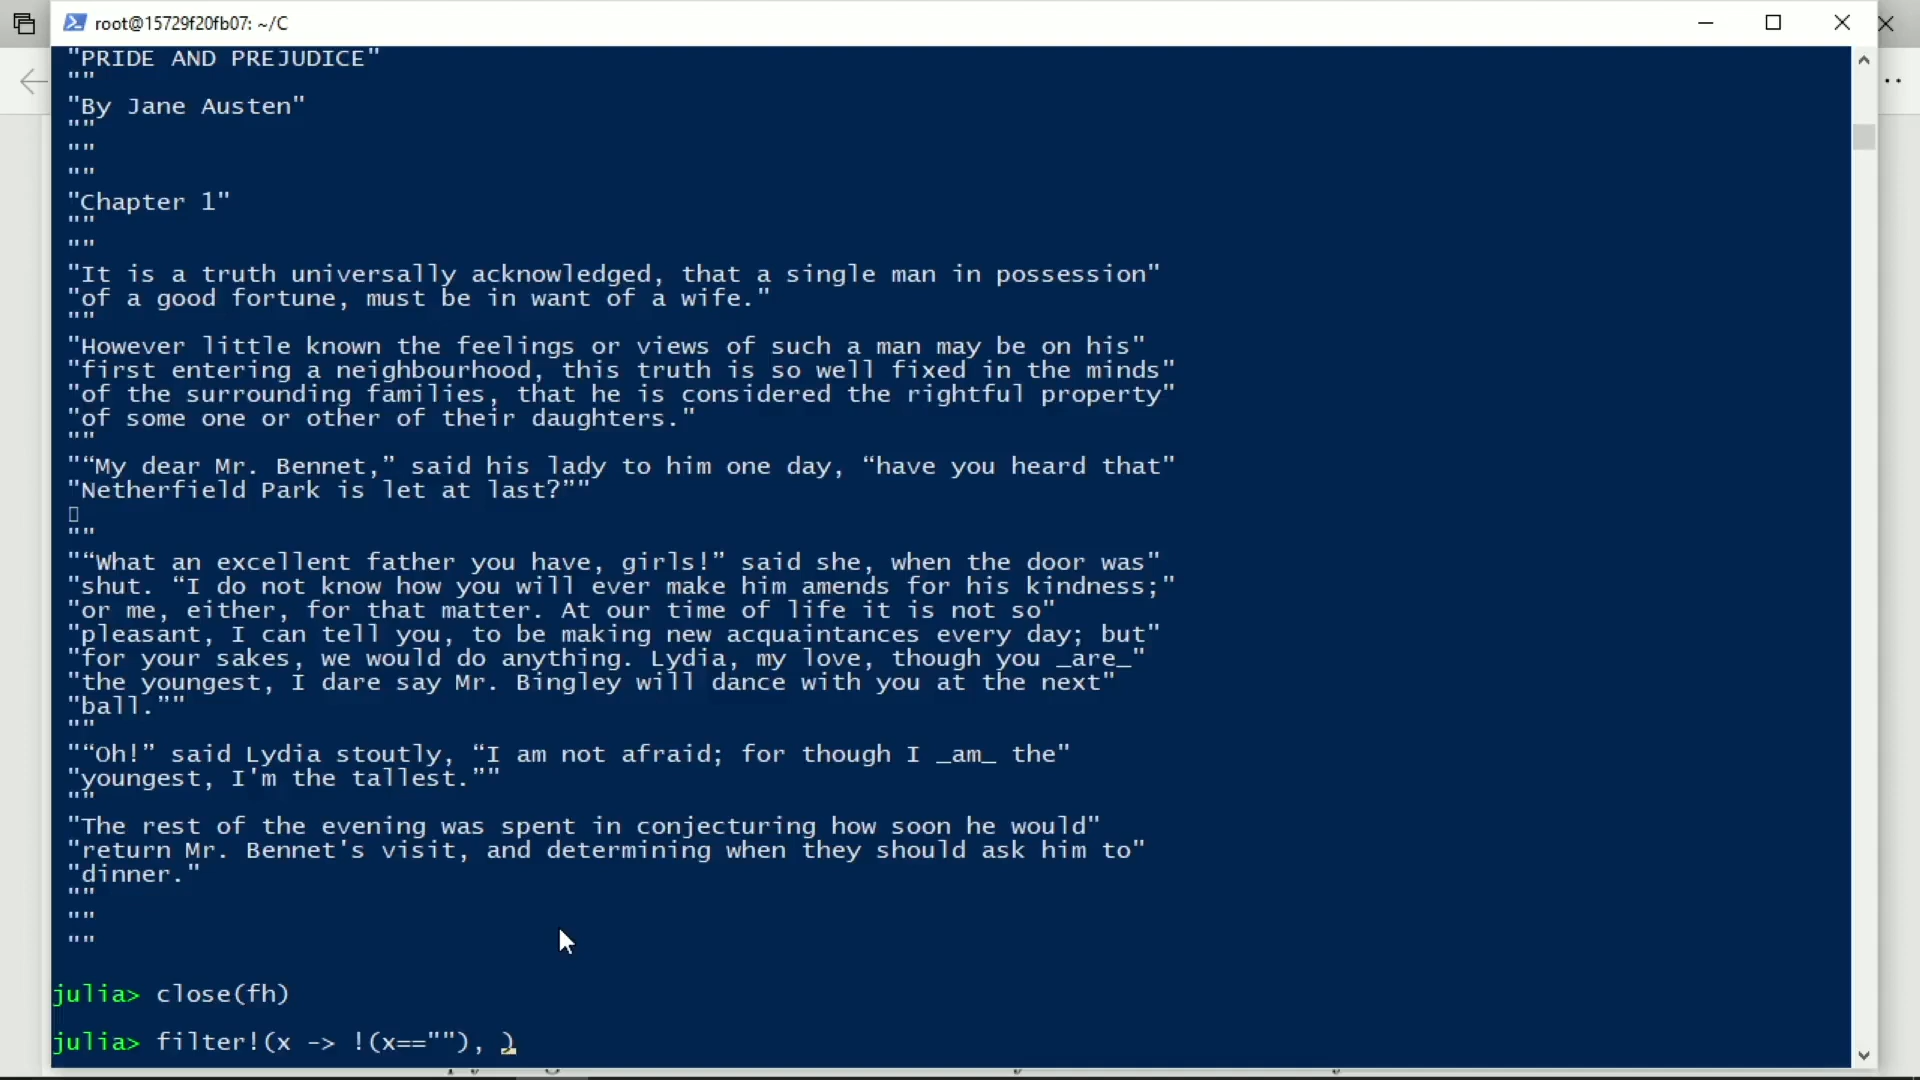 root@15729f20fb07: ~/C
"PRIDE AND PREJUDICE"
""
"By Jane Austen"
""
""
""
"Chapter 1"
""
""
"It is a truth universally acknowledged, that a single man in possession"
"of a good fortune, must be in want of a wife."
""
"However little known the feelings or views of such a man may be on his"
"first entering a neighbourhood, this truth is so well fixed in the minds"
"of the surrounding families, that he is considered the rightful property"
"of some one or other of their daughters."
""
"“My dear Mr. Bennet,” said his lady to him one day, “have you heard that"
"Netherfield Park is let at last?”"
▯
""
"“What an excellent father you have, girls!” said she, when the door was"
"shut. “I do not know how you will ever make him amends for his kindness;"
"or me, either, for that matter. At our time of life it is not so"
"pleasant, I can tell you, to be making new acquaintances every day; but"
"for your sakes, we would do anything. Lydia, my love, though you _are_"
"the youngest, I dare say Mr. Bingley will dance with you at the next"
"ball.”"
""
"“Oh!” said Lydia stoutly, “I am not afraid; for though I _am_ the"
"youngest, I'm the tallest.”"
""
"The rest of the evening was spent in conjecturing how soon he would"
"return Mr. Bennet's visit, and determining when they should ask him to"
"dinner."
""
""
""
julia> close(fh)
julia> filter!(x -> !(x==""), )